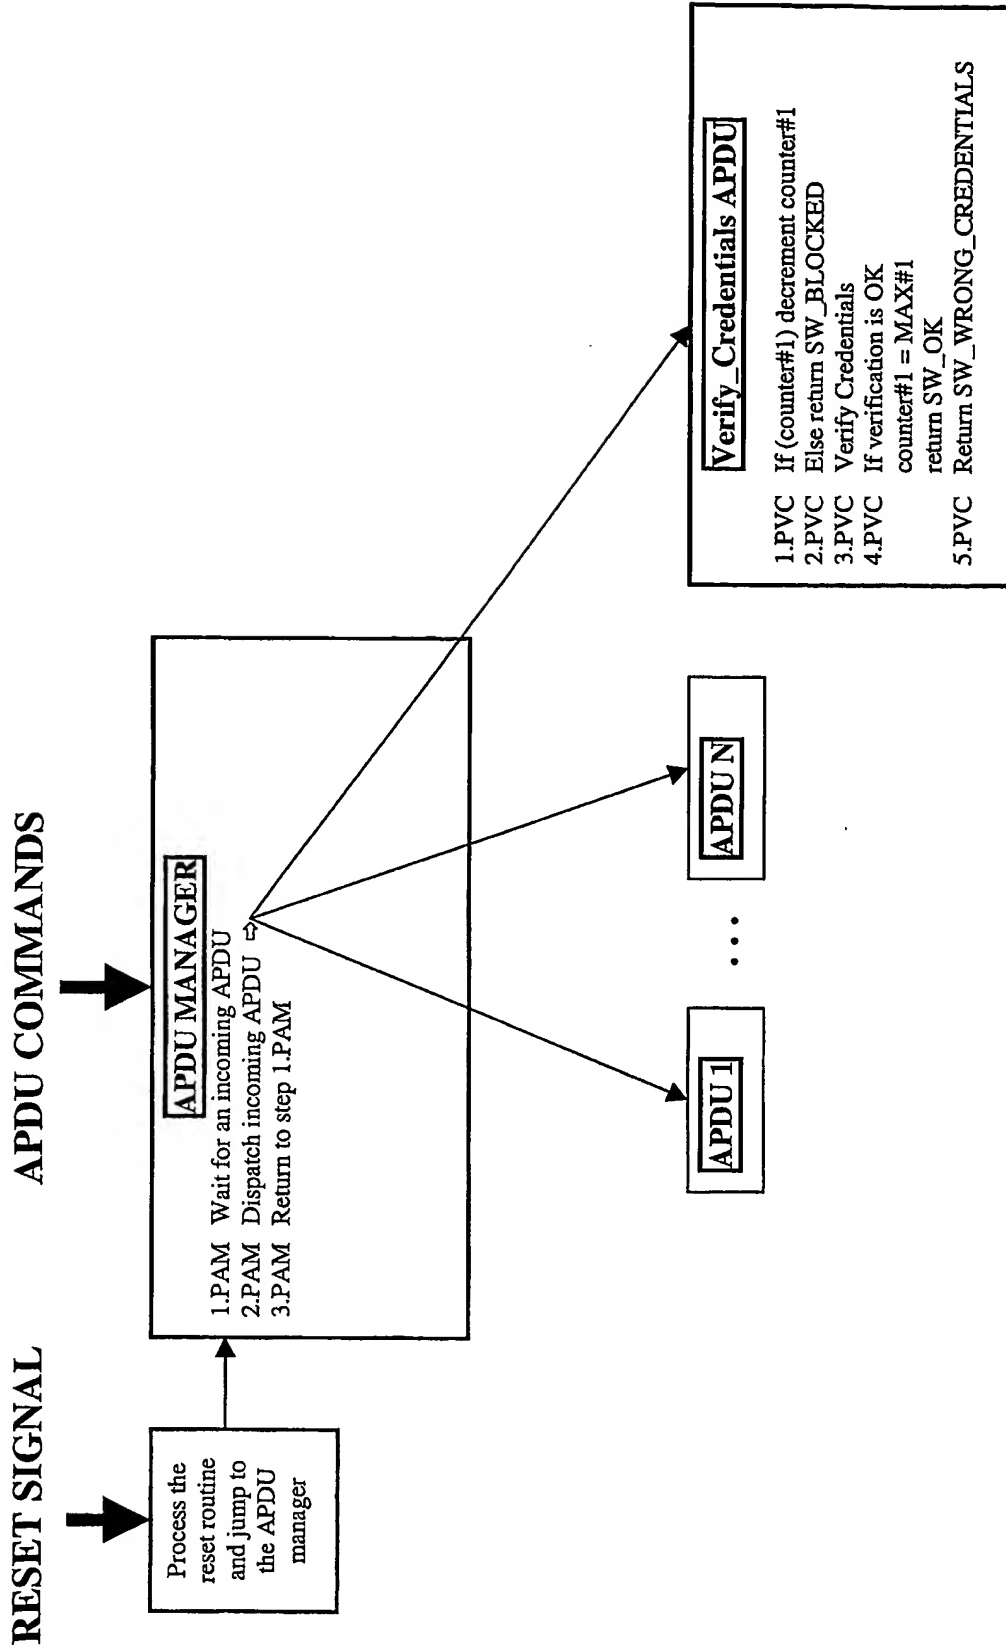 RESET SIGNAL
APDU COMMANDS
Process the
reset routine
and jump to
the APDU
manager
APDU MANAGER
1.PAM Wait for an incoming APDU
2.PAM Dispatch incoming APDU ⇨
3.PAM Return to step 1.PAM
APDU 1
...
APDU N
Verify_Credentials APDU
1.PVC If (counter#1) decrement counter#1
2.PVC Else return SW_BLOCKED
3.PVC Verify Credentials
4.PVC If verification is OK
counter#1 = MAX#1
return SW_OK
5.PVC Return SW_WRONG_CREDENTIALS